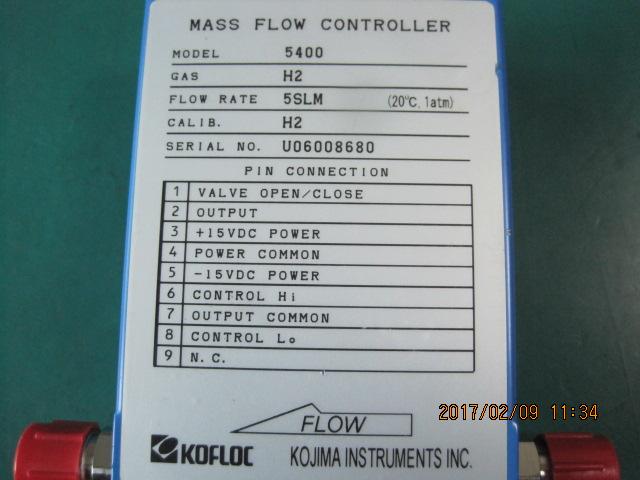 MASS FLOW CONTROLLER
MODEL 5400
GAS H2
FLOW RATE 5SLM (20℃, 1atm)
CALIB. H2
SERIAL NO. U06008680
PIN CONNECTION
1 VALVE OPEN/CLOSE
2 OUTPUT
3 +15VDC POWER
4 POWER COMMON
5 -15VDC POWER
6 CONTROL Hi
7 OUTPUT COMMON
8 CONTROL Lo
9 N.C.
FLOW
KOFLOC KOJIMA INSTRUMENTS INC.
2017/02/09 11:34